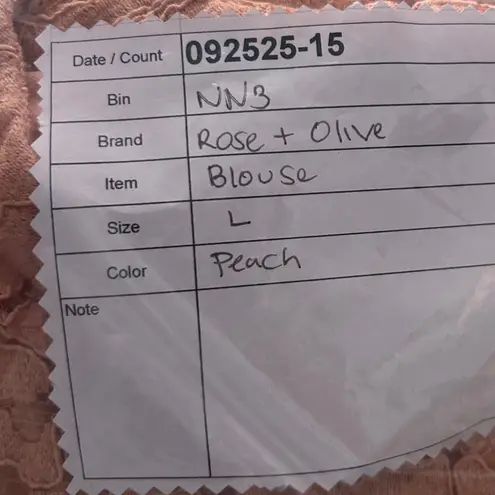 Date / Count 092525-15
Bin NN3
Brand Rose + Olive
Item Blouse
Size L
Color Peach
Note